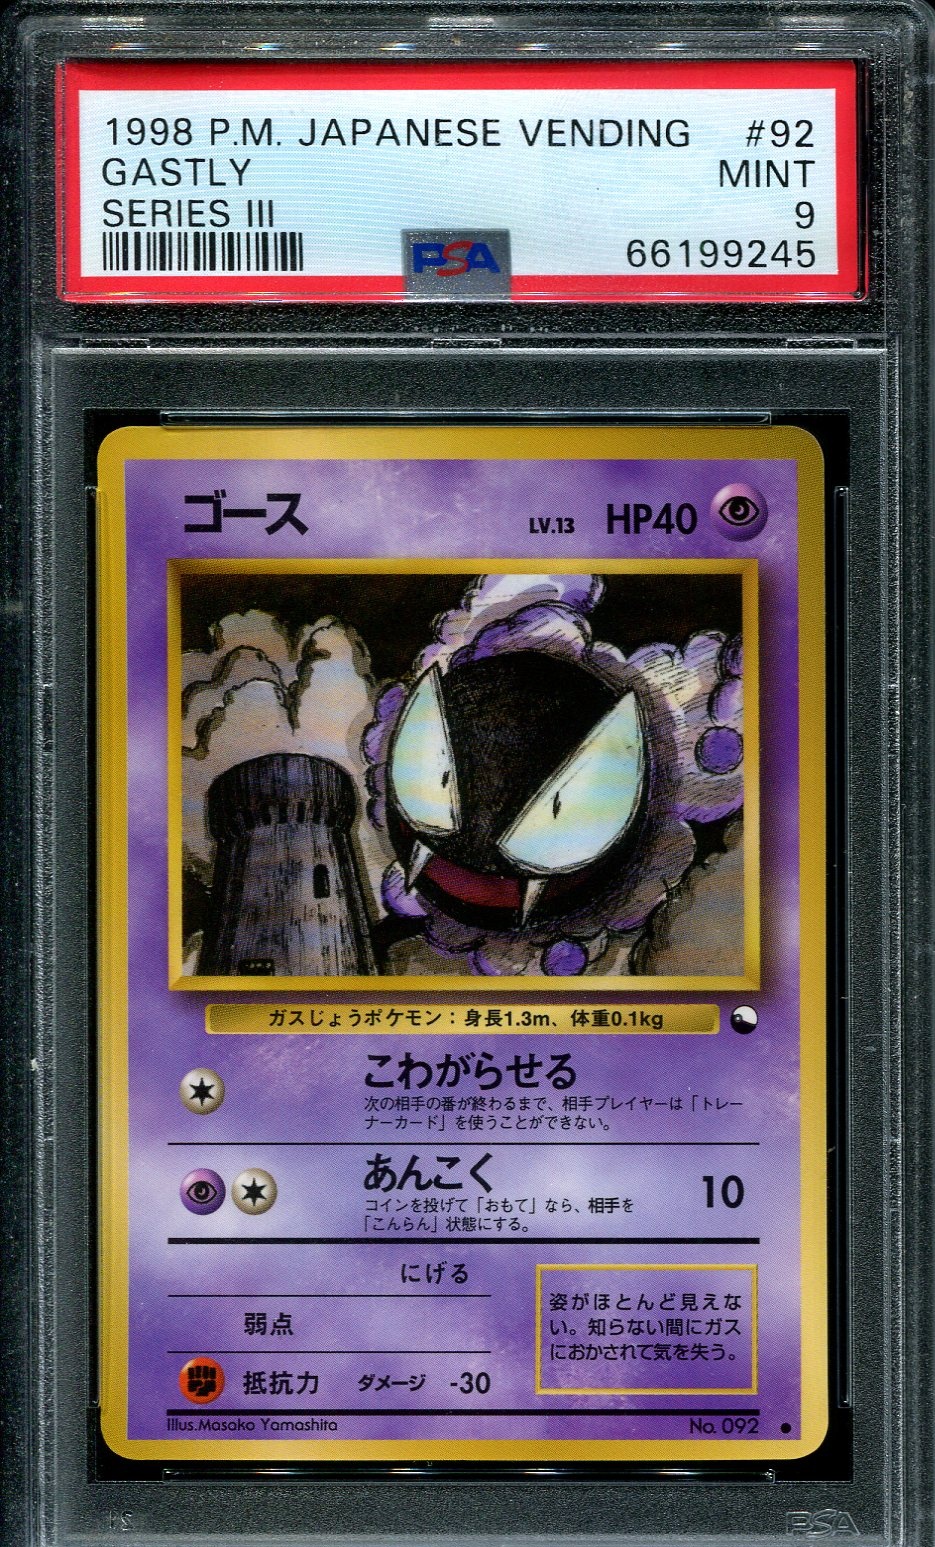 1998 P.M. JAPANESE VENDING #92
GASTLY MINT
SERIES III 9
PSA 66199245
ゴース LV.13 HP40
ガスじょうポケモン：身長1.3m、体重0.1kg
こわがらせる
次の相手の番が終わるまで、相手プレイヤーは「トレー
ナーカード」を使うことができない。
あんこく 10
コインを投げて「おもて」なら、相手を
「こんらん」状態にする。
にげる
弱点
抵抗力 ダメージ -30
姿がほとんど見えな
い。知らない間にガス
におかされて気を失う。
Illus.Masako Yamashita No. 092
PSA